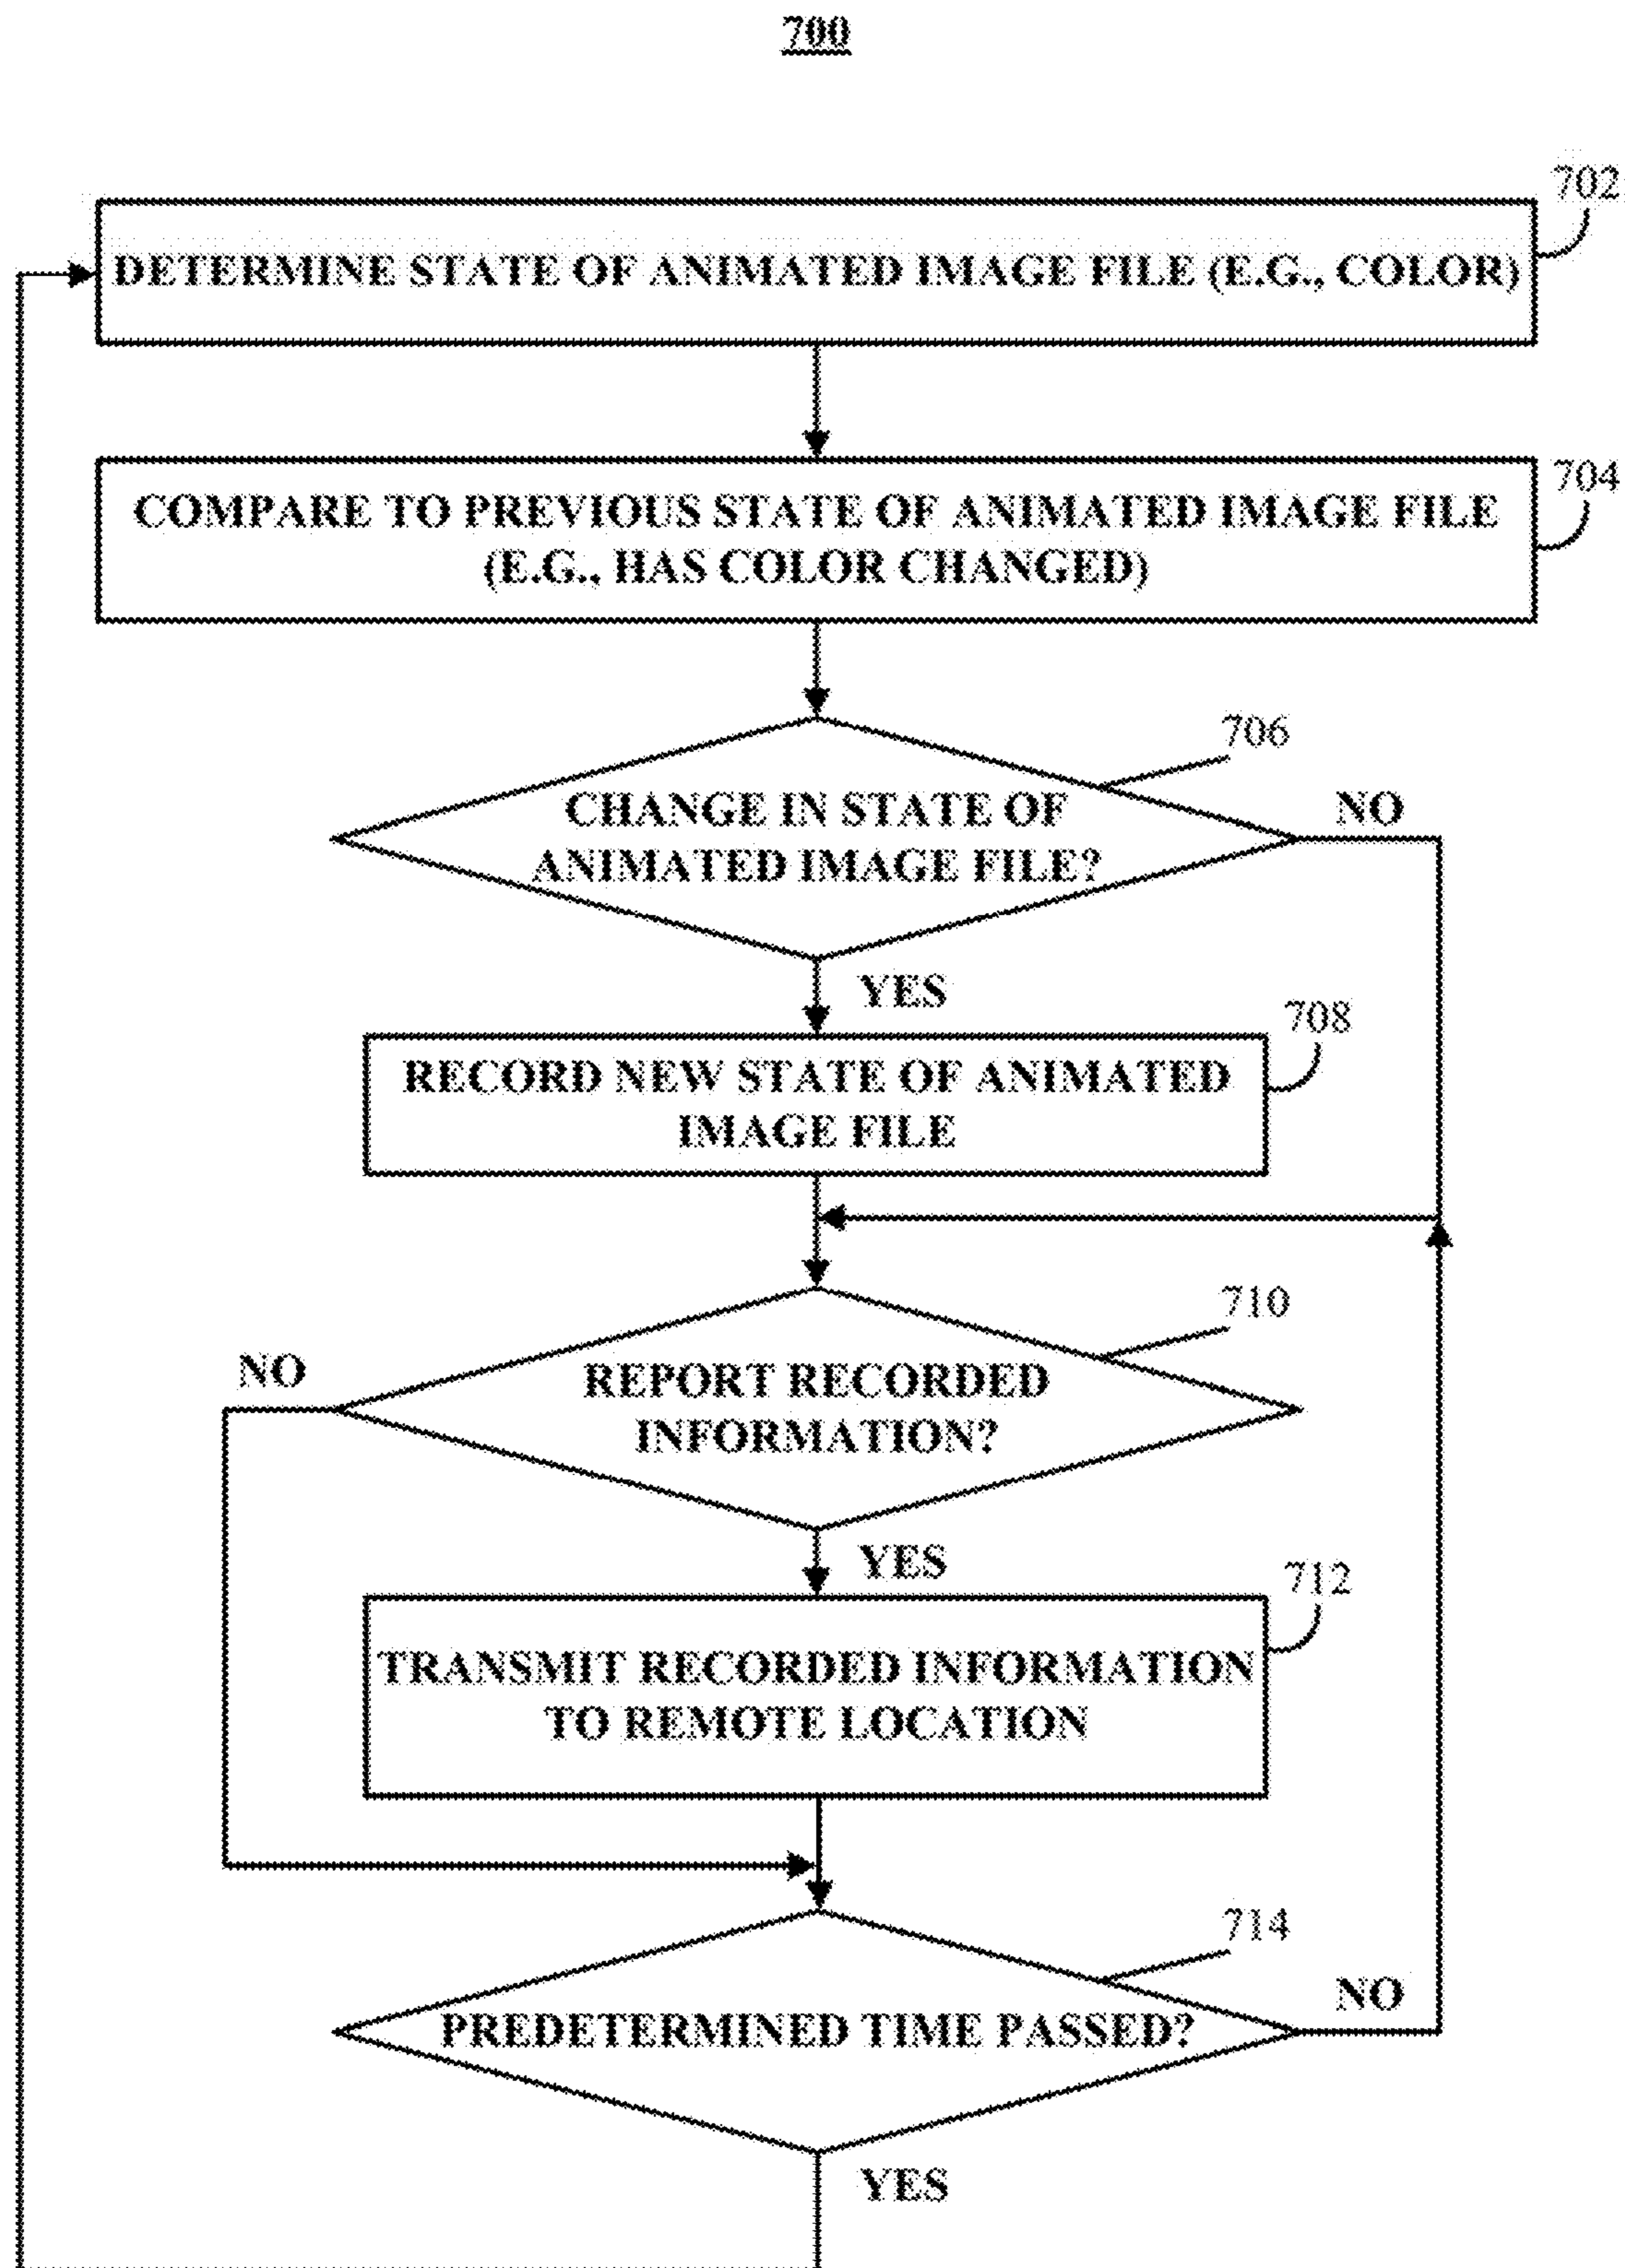 700
702
DETERMINE STATE OF ANIMATED IMAGE FILE (E.G., COLOR)
704
COMPARE TO PREVIOUS STATE OF ANIMATED IMAGE FILE
(E.G., HAS COLOR CHANGED)
706
CHANGE IN STATE OF
ANIMATED IMAGE FILE?
NO
YES
708
RECORD NEW STATE OF ANIMATED
IMAGE FILE
710
NO
REPORT RECORDED
INFORMATION?
YES
712
TRANSMIT RECORDED INFORMATION
TO REMOTE LOCATION
714
NO
PREDETERMINED TIME PASSED?
YES